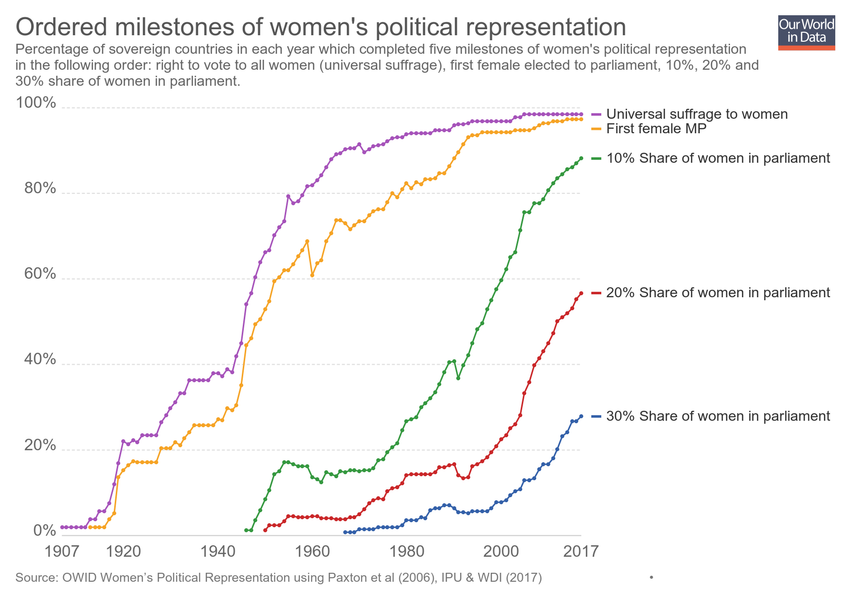 Ordered milestones of women's political representation
Our World
in Data
Percentage of sovereign countries in each year which completed five milestones of women's political representation
in the following order: right to vote to all women (universal suffrage), first female elected to parliament, 10%, 20% and
30% share of women in parliament.
100%
80%
60%
40%
20%
0%
Universal suffrage to women
First female MP
10% Share of women in parliament
20% Share of women in parliament
30% Share of women in parliament
1907 1920 1940 1960 1980 2000 2017
Source: OWID Women’s Political Representation using Paxton et al (2006), IPU & WDI (2017) •